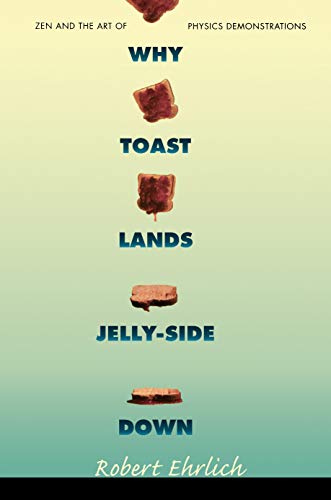 ZEN AND THE ART OF PHYSICS DEMONSTRATIONS
WHY
TOAST
LANDS
JELLY-SIDE
DOWN
Robert Ehrlich